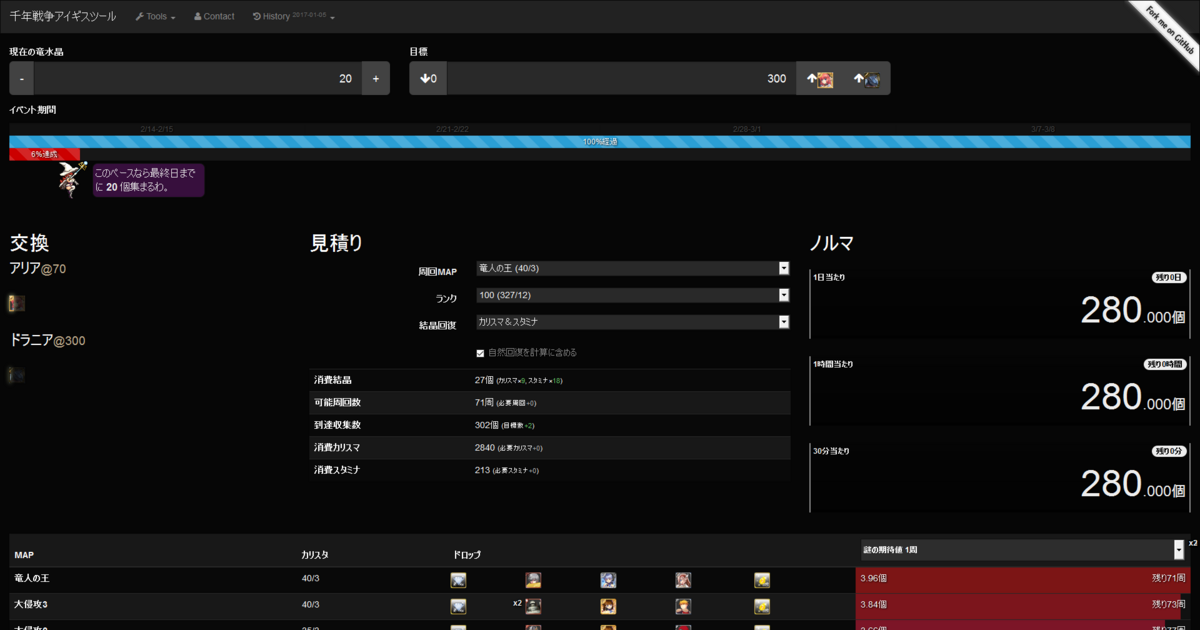 千年戦争アイギスツール Tools Contact History 2017-01-05
Fork me on GitHub
現在の竜水晶 目標
- 20 + 0 300
イベント期間
2/14-2/15 2/21-2/22 2/28-3/1 3/7-3/8
100%経過
6%達成
このペースなら最終日まで
に 20 個集まるわ。
交換 見積り ノルマ
アリア@70
ドラニア@300
周回MAP 竜人の王 (40/3)
ランク 100 (327/12)
結晶回復 カリスマ&スタミナ
自然回復を計算に含める
消費結晶 27個 (カリスマ×9, スタミナ×18)
可能周回数 71周 (必要周回+0)
到達収集数 302個 (目標数+2)
消費カリスマ 2840 (必要カリスマ+0)
消費スタミナ 213 (必要スタミナ+0)
1日当たり 残り0日
280.000個
1時間当たり 残り0時間
280.000個
30分当たり 残り0分
280.000個
MAP カリスタ ドロップ 謎の期待値 1周 x2
竜人の王 40/3 3.96個 残り71周
大侵攻3 40/3 x2 3.84個 残り73周